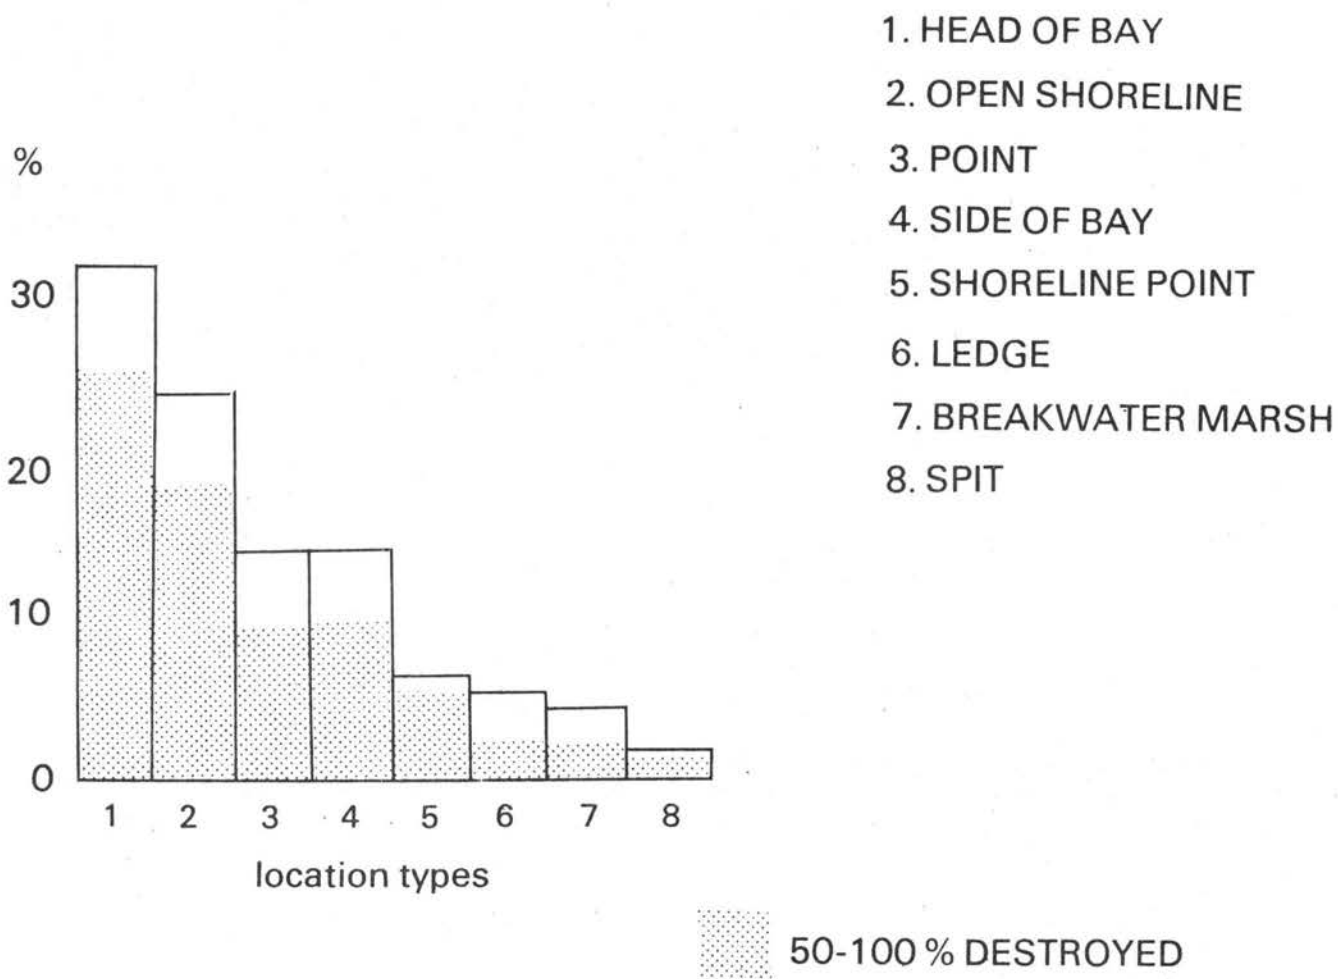 1. HEAD OF BAY
2. OPEN SHORELINE
3. POINT
4. SIDE OF BAY
5. SHORELINE POINT
6. LEDGE
7. BREAKWATER MARSH
8. SPIT
%
30
20
10
0
1 2 3 4 5 6 7 8
location types
50-100 % DESTROYED